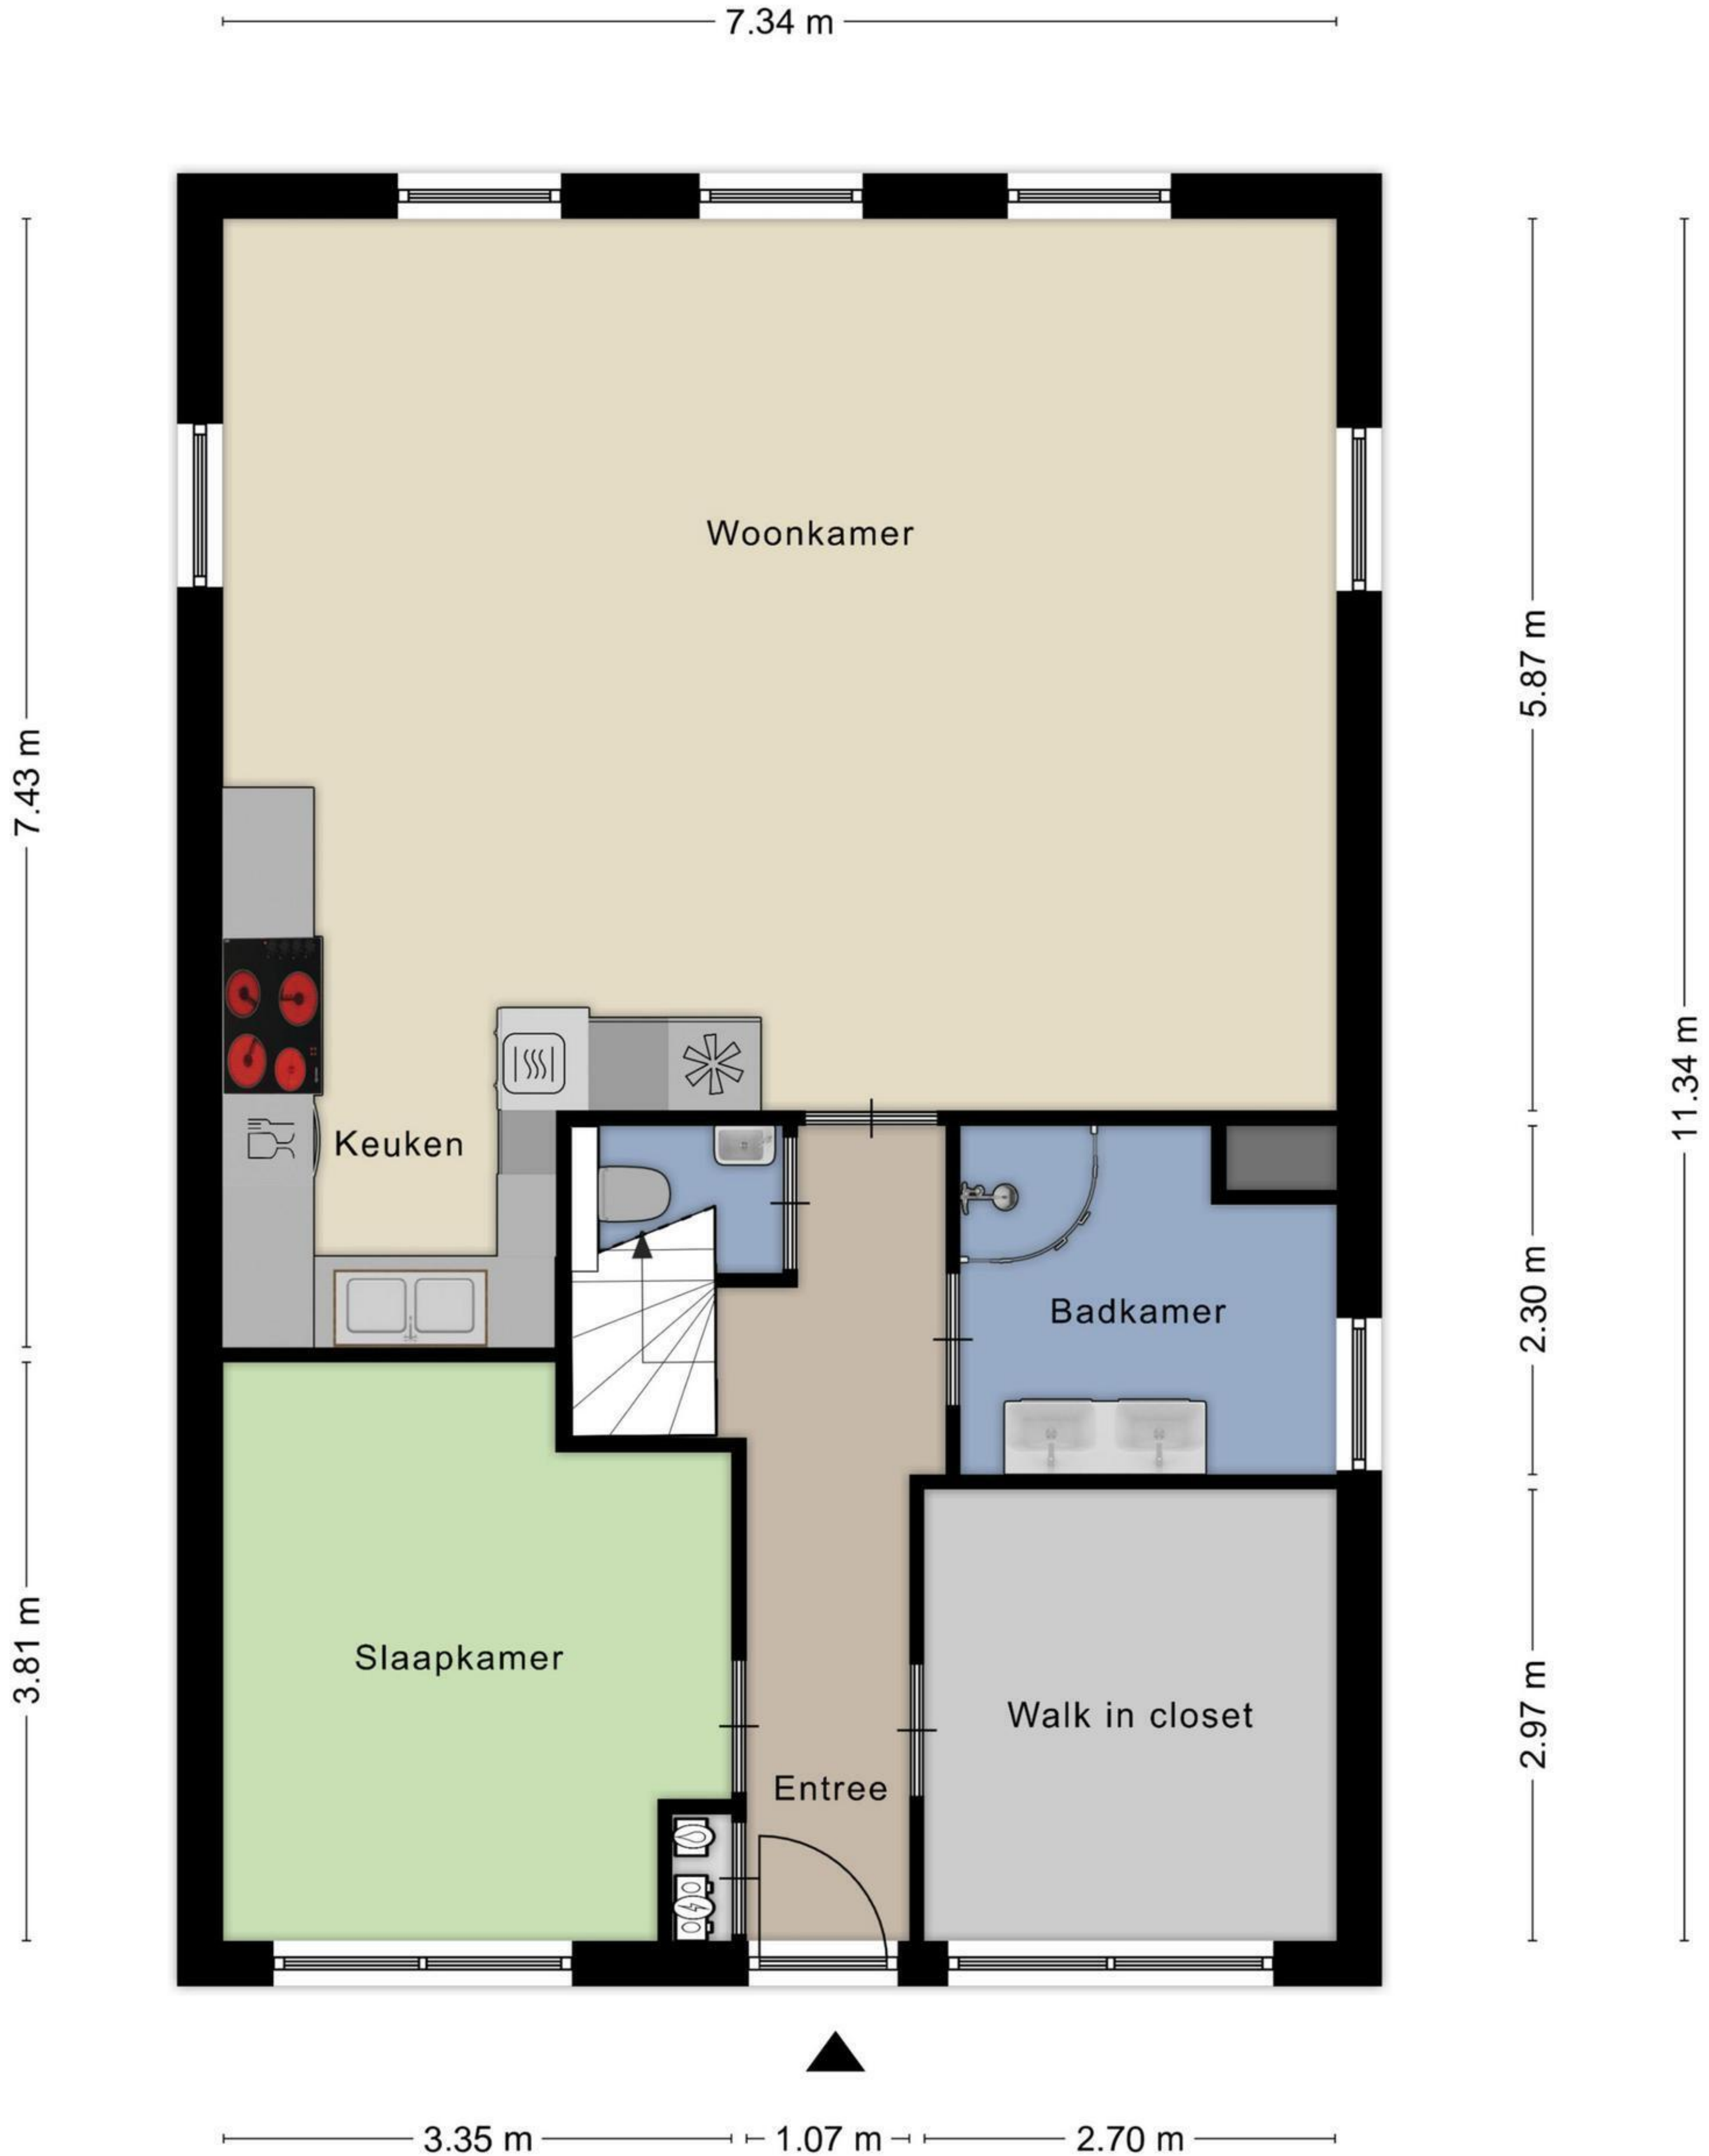 7.34 m
Woonkamer
5.87 m
7.43 m
11.34 m
Keuken
Badkamer
2.30 m
Slaapkamer
3.81 m
Walk in closet
2.97 m
Entree
3.35 m
1.07 m
2.70 m